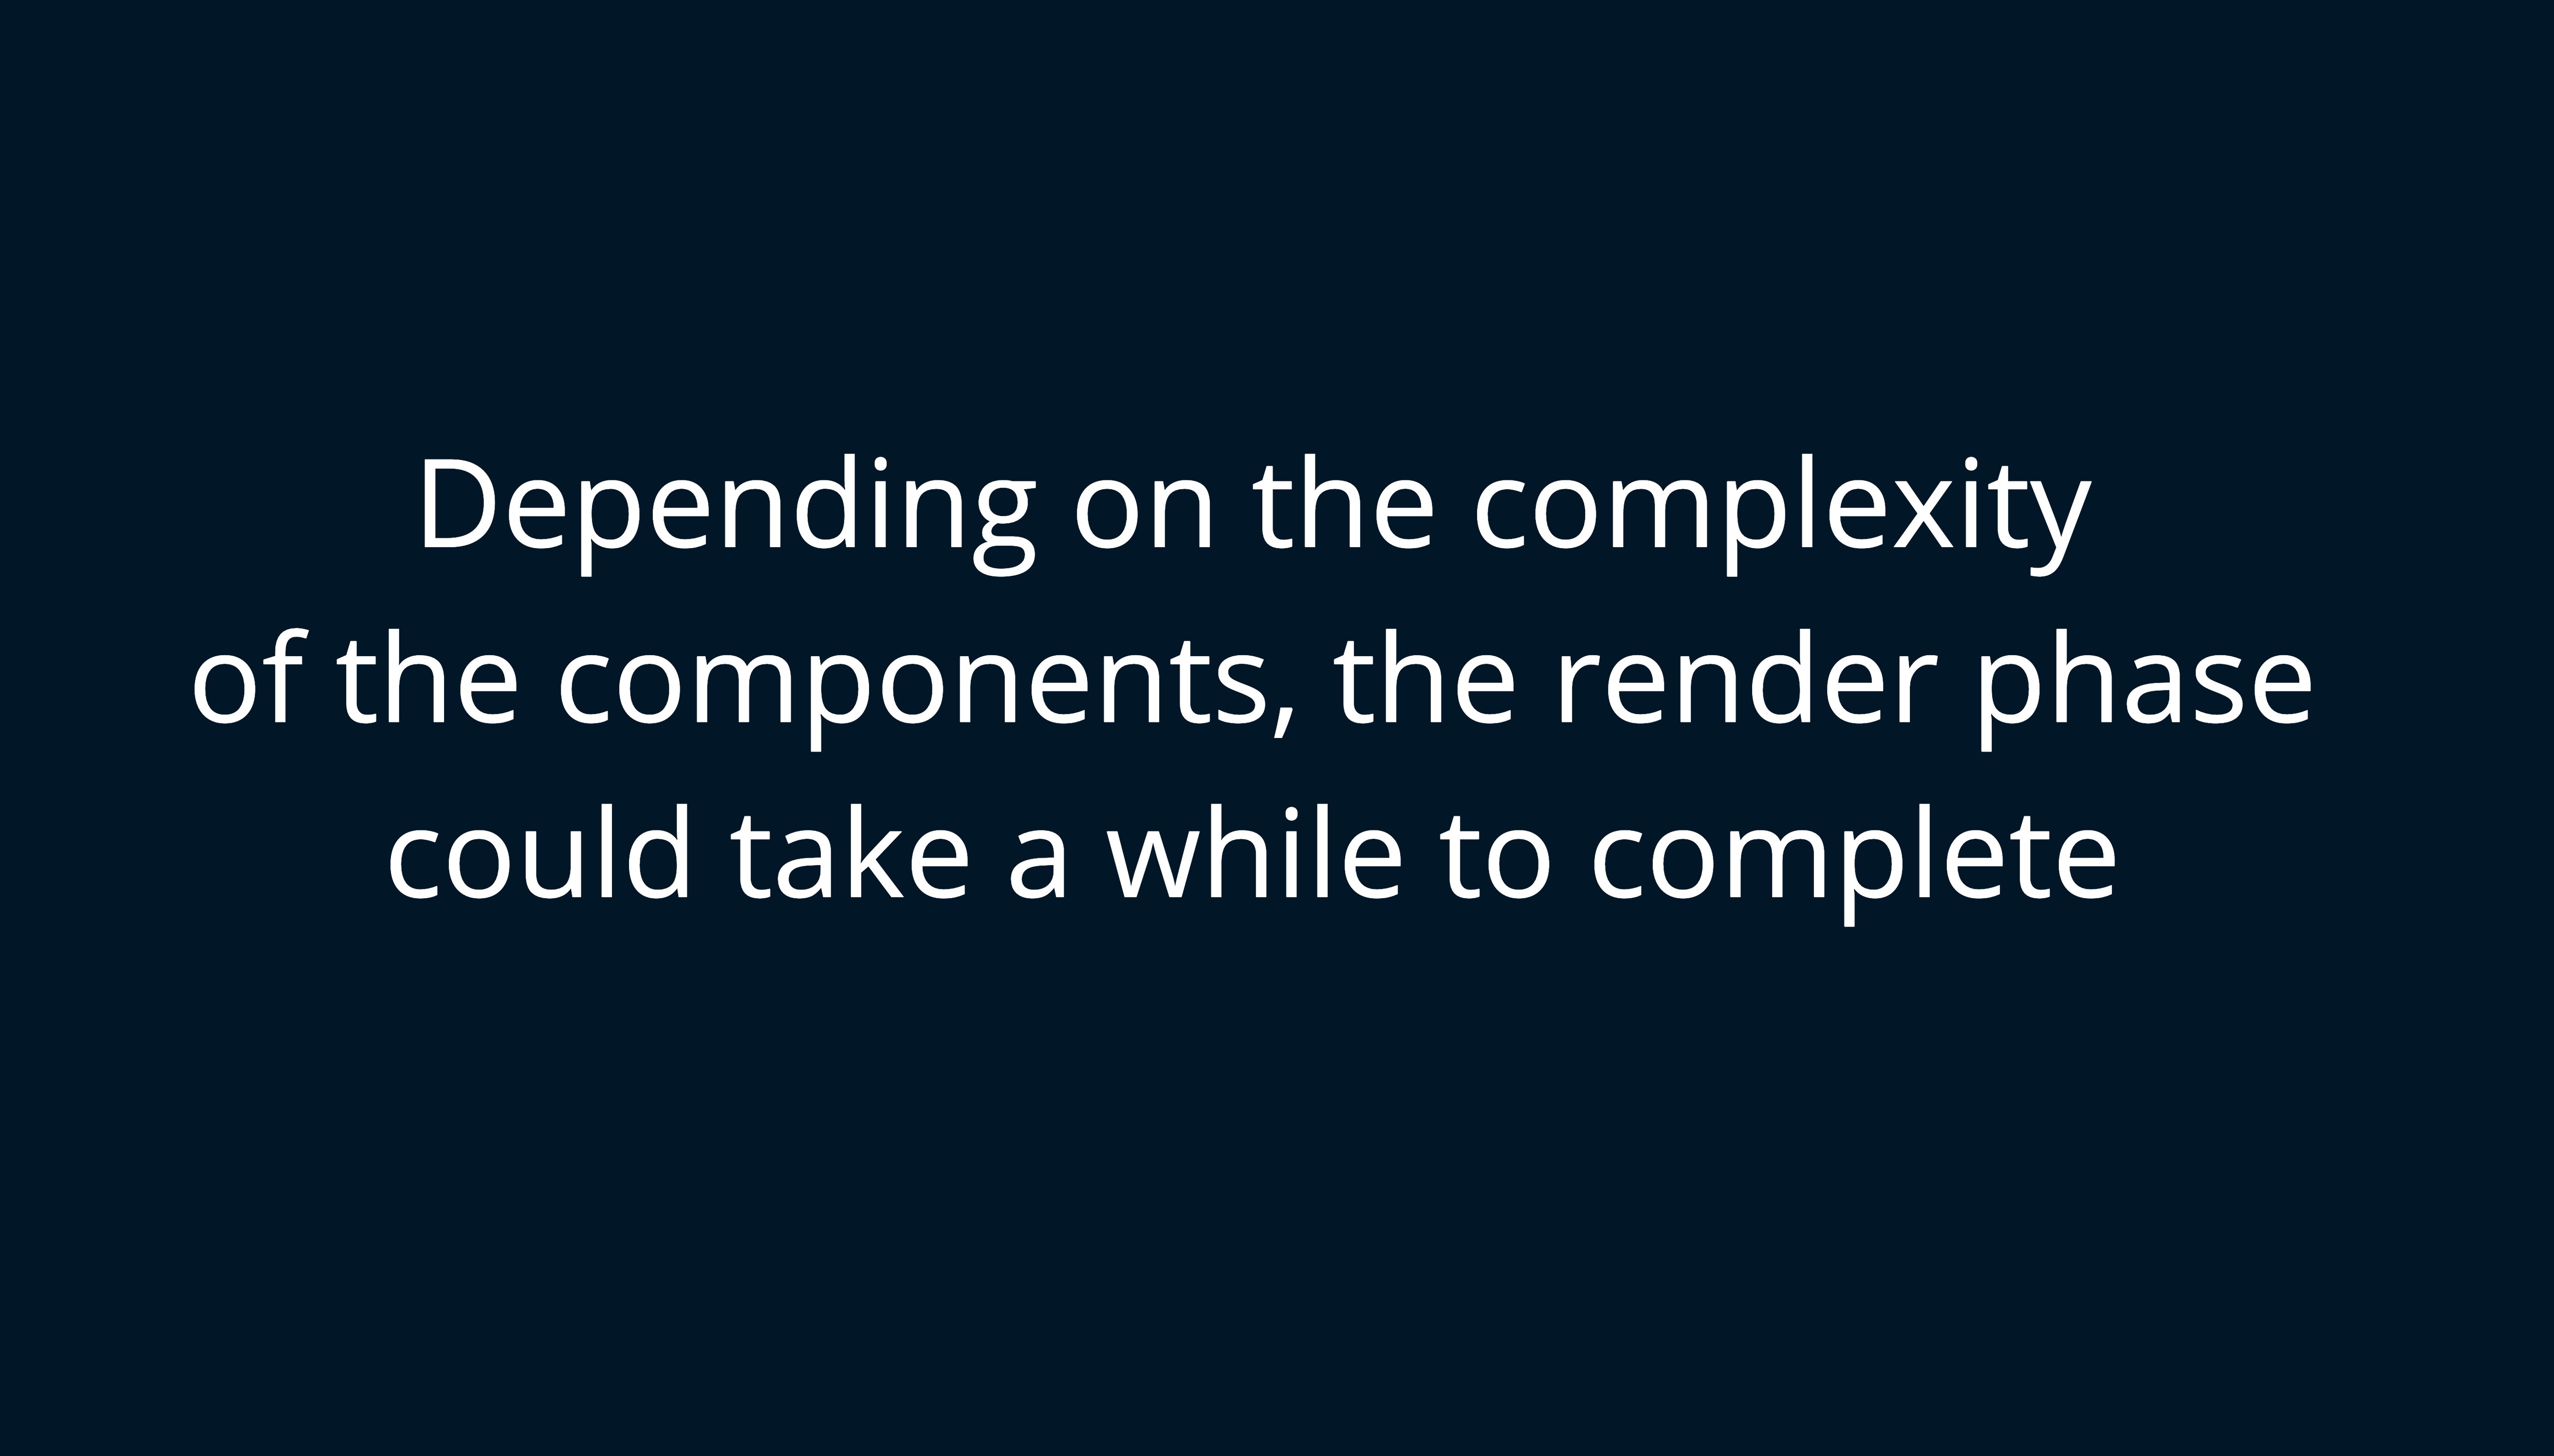 Depending on the complexity
of the components, the render phase
could take a while to complete